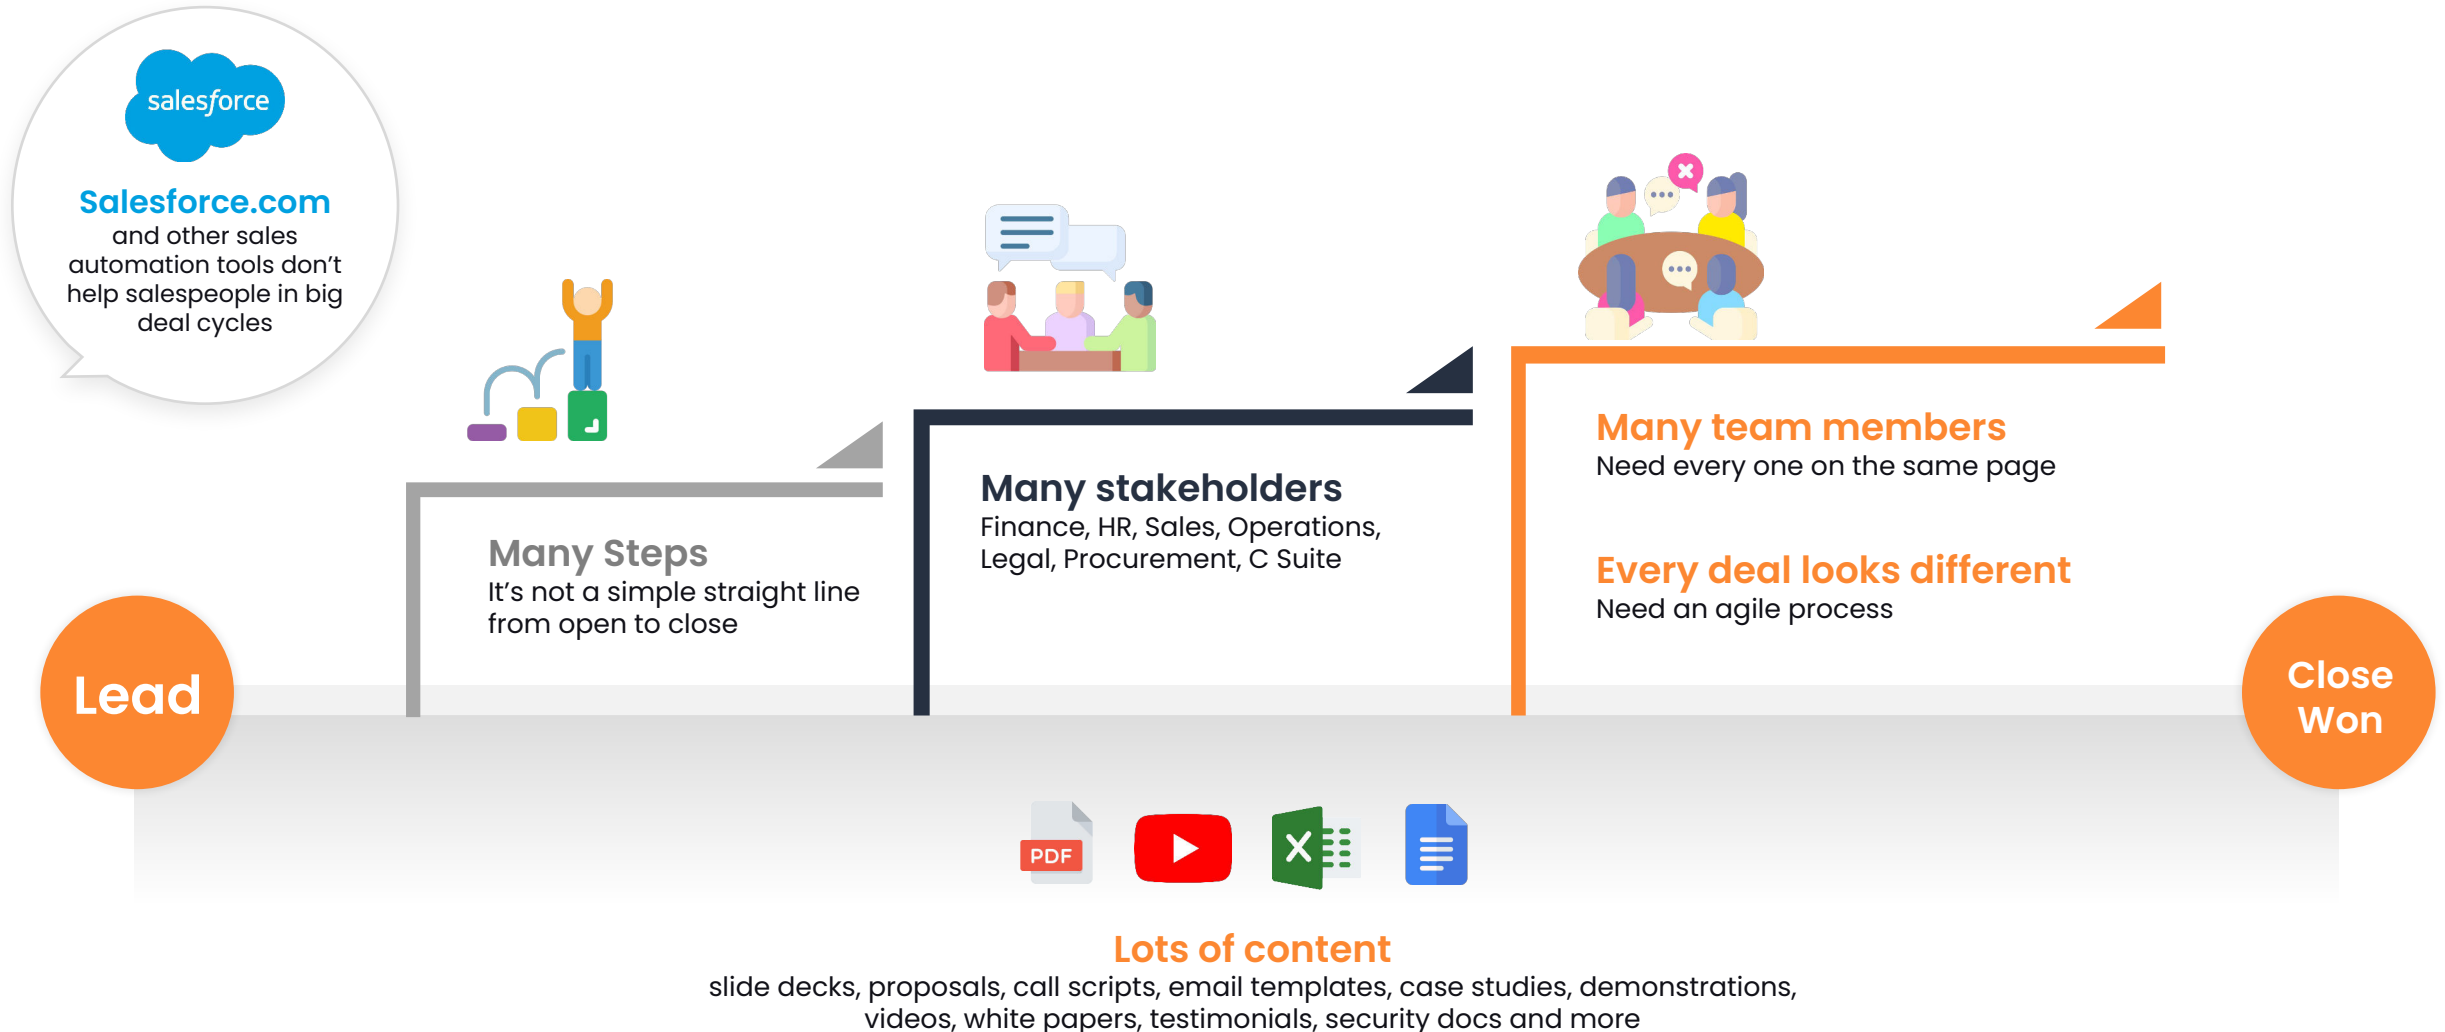 salesforce
Salesforce.com
and other sales
automation tools don’t
help salespeople in big
deal cycles
Many Steps
It’s not a simple straight line
from open to close
Many stakeholders
Finance, HR, Sales, Operations,
Legal, Procurement, C Suite
Many team members
Need every one on the same page
Every deal looks different
Need an agile process
Lead
Close
Won
PDF
X
Lots of content
slide decks, proposals, call scripts, email templates, case studies, demonstrations,
videos, white papers, testimonials, security docs and more